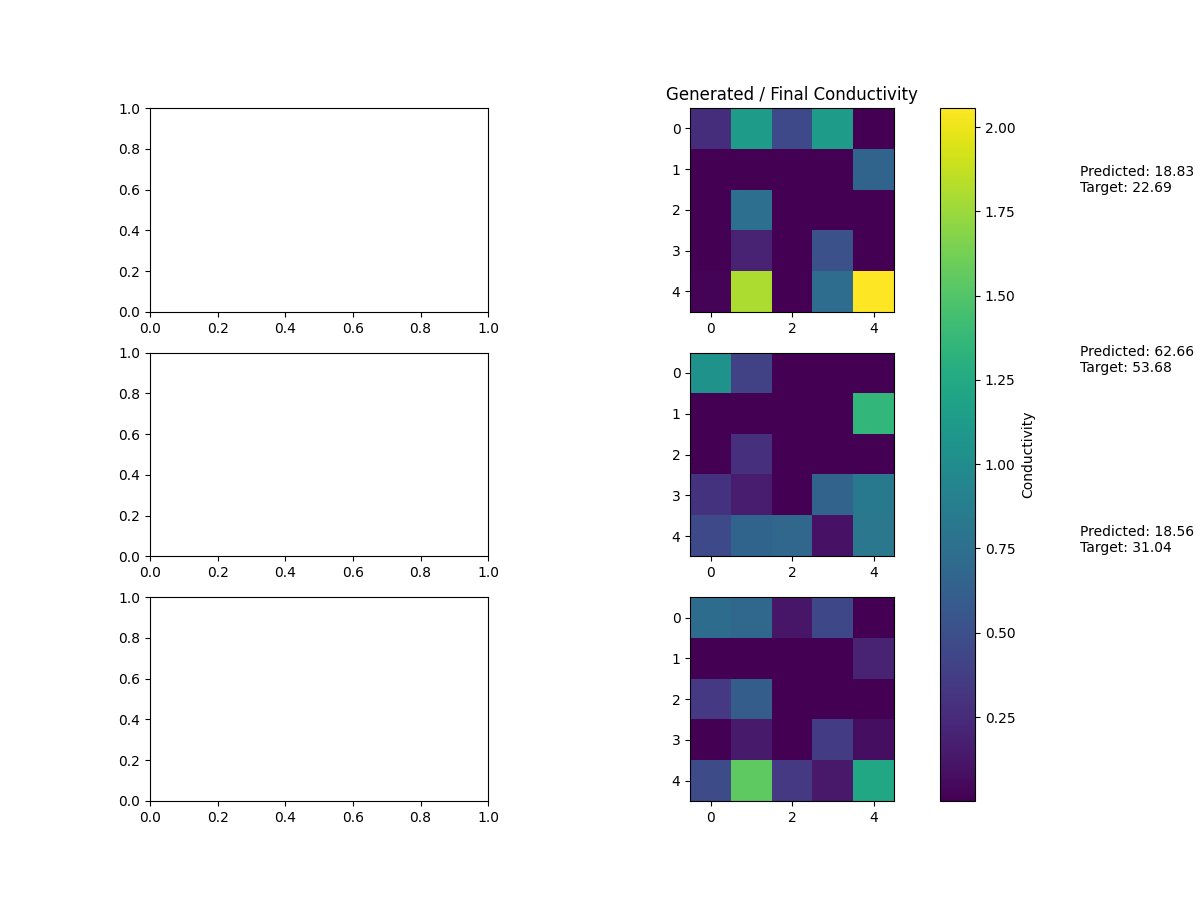 Generated / Final Conductivity
1.0
0.8
0.6
0.4
0.2
0.0
0.0 0.2 0.4 0.6 0.8 1.0
0
1
2
3
4
0 2 4
1.0
0.8
0.6
0.4
0.2
0.0
0.0 0.2 0.4 0.6 0.8 1.0
0
1
2
3
4
0 2 4
1.0
0.8
0.6
0.4
0.2
0.0
0.0 0.2 0.4 0.6 0.8 1.0
0
1
2
3
4
0 2 4
2.00
1.75
1.50
1.25
1.00
0.75
0.50
0.25
Conductivity
Predicted: 18.83
Target: 22.69
Predicted: 62.66
Target: 53.68
Predicted: 18.56
Target: 31.04